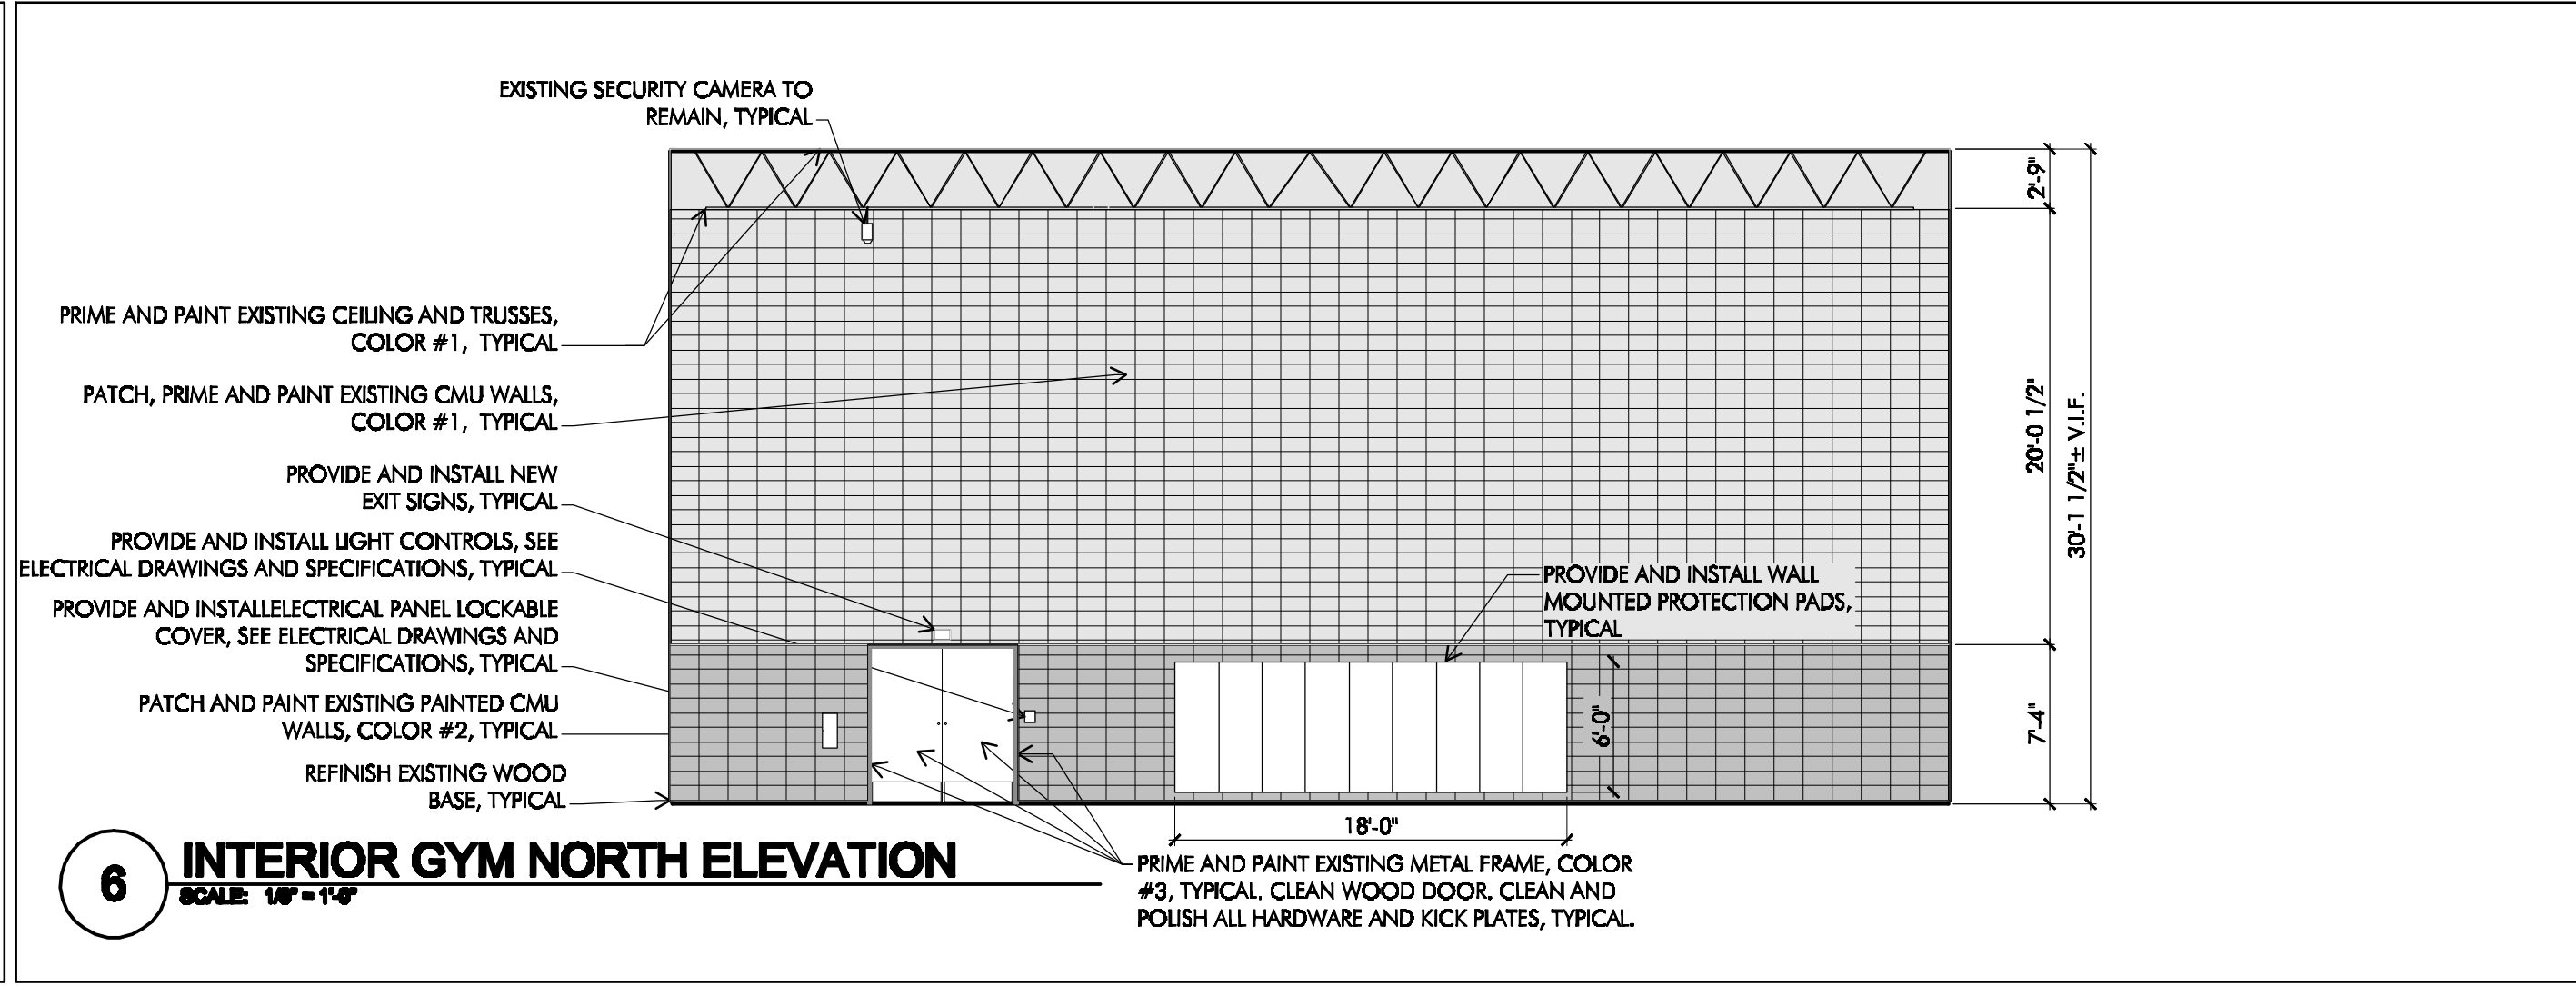 EXISTING SECURITY CAMERA TO
REMAIN, TYPICAL
PRIME AND PAINT EXISTING CEILING AND TRUSSES,
COLOR #1, TYPICAL
PATCH, PRIME AND PAINT EXISTING CMU WALLS,
COLOR #1, TYPICAL
PROVIDE AND INSTALL NEW
EXIT SIGNS, TYPICAL
PROVIDE AND INSTALL LIGHT CONTROLS, SEE
ELECTRICAL DRAWINGS AND SPECIFICATIONS, TYPICAL
PROVIDE AND INSTALLELECTRICAL PANEL LOCKABLE
COVER, SEE ELECTRICAL DRAWINGS AND
SPECIFICATIONS, TYPICAL
PATCH AND PAINT EXISTING PAINTED CMU
WALLS, COLOR #2, TYPICAL
REFINISH EXISTING WOOD
BASE, TYPICAL
PROVIDE AND INSTALL WALL
MOUNTED PROTECTION PADS,
TYPICAL
6'-0"
18'-0"
2'-9"
20'-0 1/2"
7'-4"
30'-1 1/2"± V.I.F.
PRIME AND PAINT EXISTING METAL FRAME, COLOR
#3, TYPICAL. CLEAN WOOD DOOR. CLEAN AND
POLISH ALL HARDWARE AND KICK PLATES, TYPICAL.
6
INTERIOR GYM NORTH ELEVATION
SCALE: 1/8" = 1'-0"